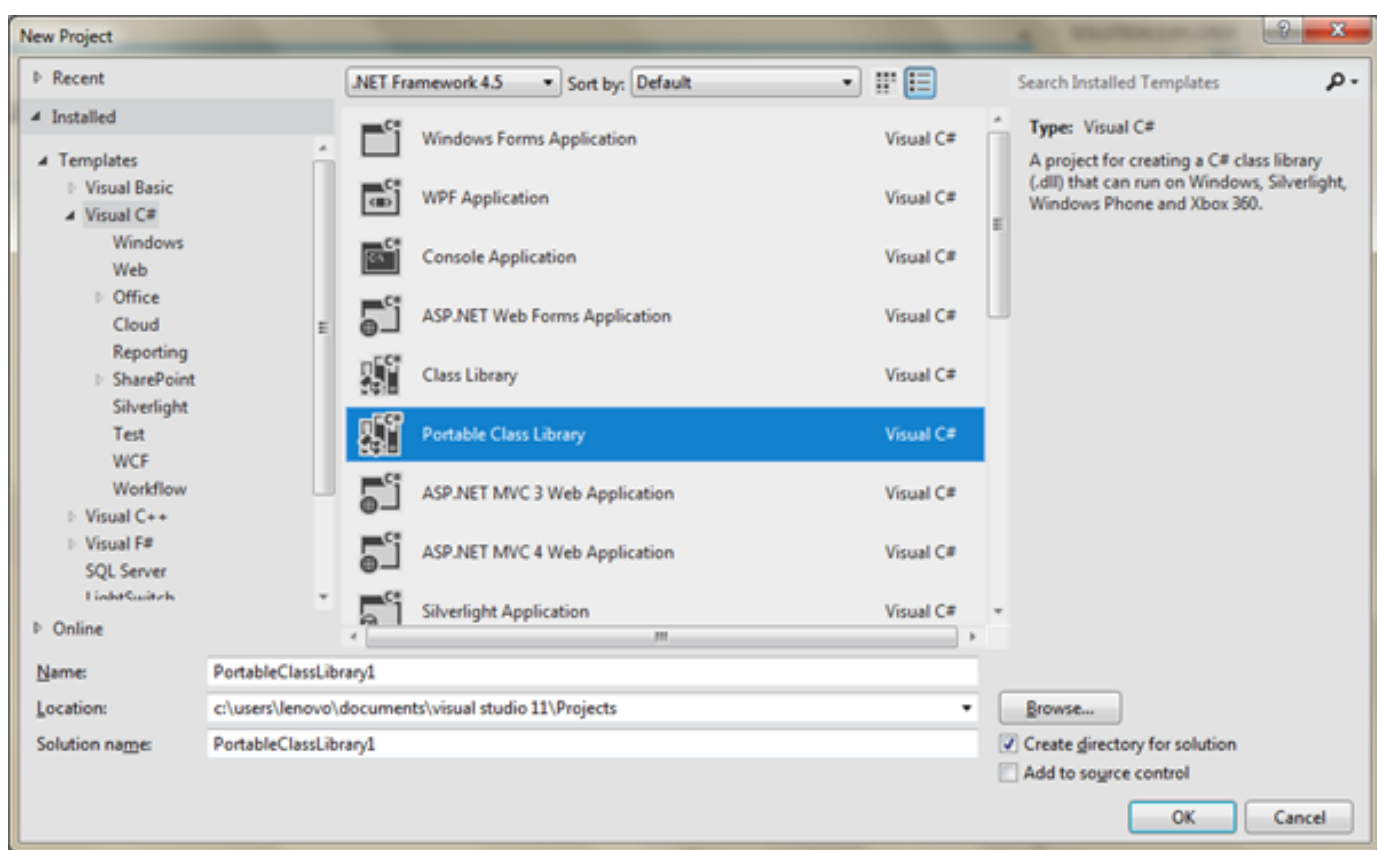 New Project
Recent
.NET Framework 4.5
Sort by: Default
Search Installed Templates
Installed
Templates
Visual Basic
Visual C#
Windows
Web
Office
Cloud
Reporting
SharePoint
Silverlight
Test
WCF
Workflow
Visual C++
Visual F#
SQL Server
LightSwitch
Online
Windows Forms Application Visual C#
WPF Application Visual C#
Console Application Visual C#
ASP.NET Web Forms Application Visual C#
Class Library Visual C#
Portable Class Library Visual C#
ASP.NET MVC 3 Web Application Visual C#
ASP.NET MVC 4 Web Application Visual C#
Silverlight Application Visual C#
Type: Visual C#
A project for creating a C# class library
(.dll) that can run on Windows, Silverlight,
Windows Phone and Xbox 360.
Name: PortableClassLibrary1
Location: c:\users\lenovo\documents\visual studio 11\Projects
Browse...
Solution name: PortableClassLibrary1
Create directory for solution
Add to source control
OK
Cancel